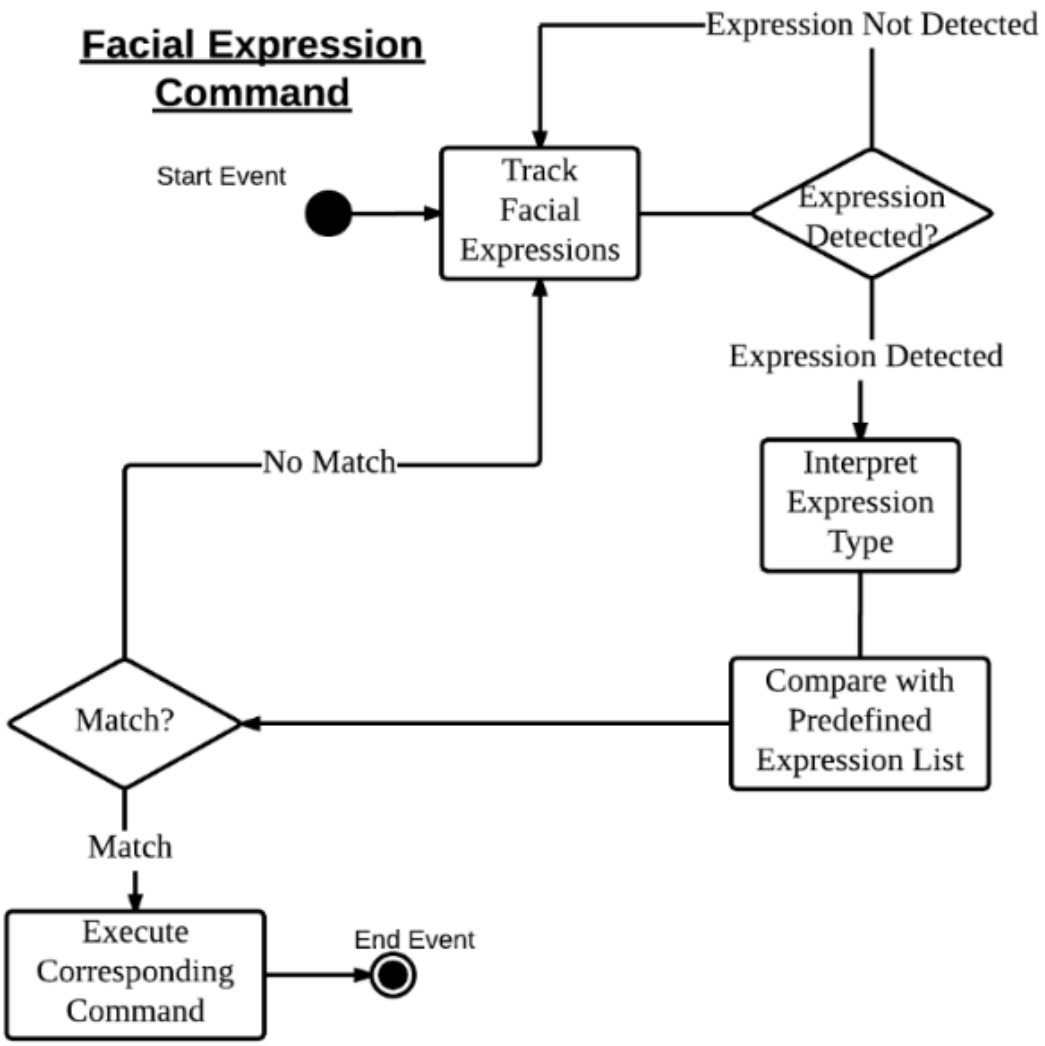 Facial Expression
Command
Expression Not Detected
Start Event
Track
Facial
Expressions
Expression
Detected?
Expression Detected
Interpret
Expression
Type
No Match
Compare with
Predefined
Expression List
Match?
Match
Execute
Corresponding
Command
End Event